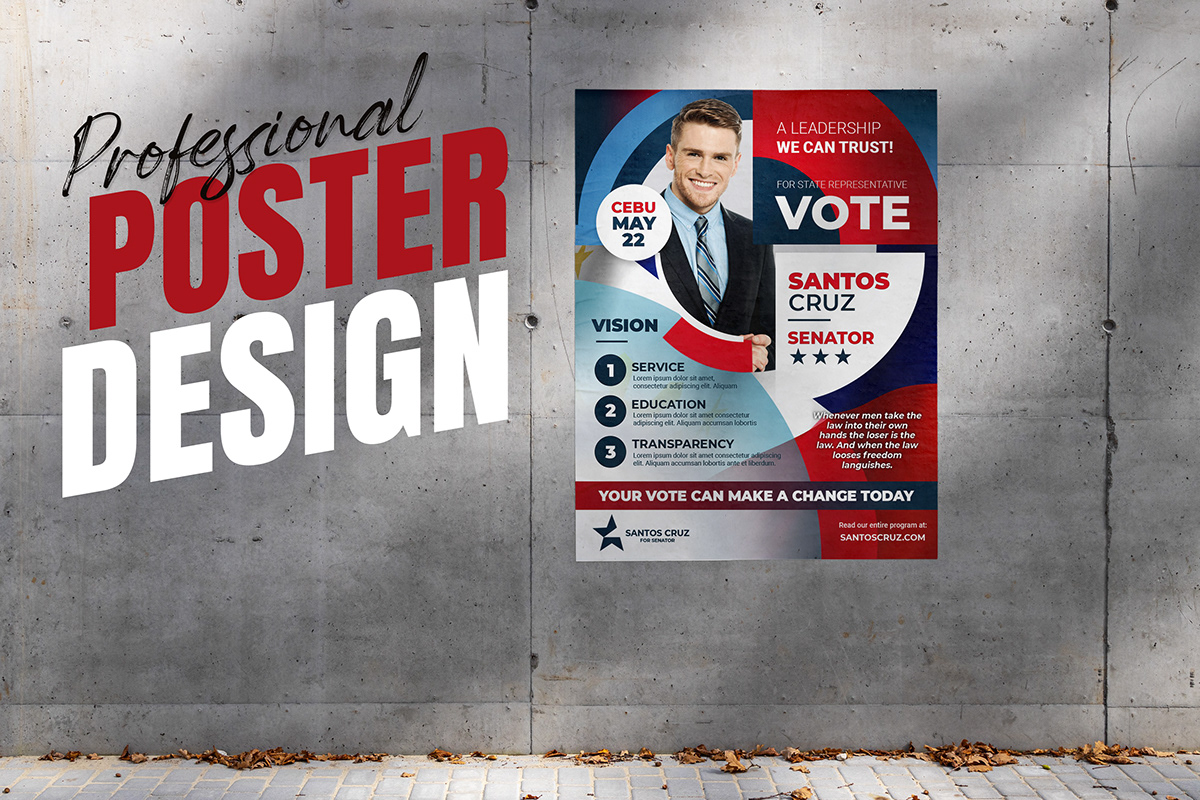 Professional
POSTER
DESIGN
A LEADERSHIP
WE CAN TRUST!
FOR STATE REPRESENTATIVE
VOTE
CEBU
MAY
22
SANTOS
CRUZ
SENATOR
VISION
1 SERVICE
Lorem ipsum dolor sit amet,
consectetur adipiscing elit. Aliquam
2 EDUCATION
Lorem ipsum dolor sit amet consectetur
adipiscing elit. Aliquam accumsan lobortis
3 TRANSPARENCY
Lorem ipsum dolor sit amet consectetur adipiscing
elit. Aliquam accumsan lobortis ante et liberdum.
Whenever men take the
law into their own
hands the loser is the
law. And when the law
looses freedom
languishes.
YOUR VOTE CAN MAKE A CHANGE TODAY
SANTOS CRUZ
FOR SENATOR
Read our entire program at:
SANTOSCRUZ.COM